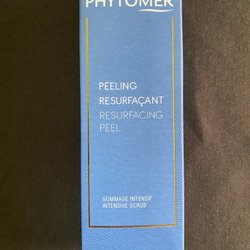 PHYTOMER
PEELING
RESURFAÇANT
RESURFACING
PEEL
GOMMAGE INTENSIF
INTENSIVE SCRUB